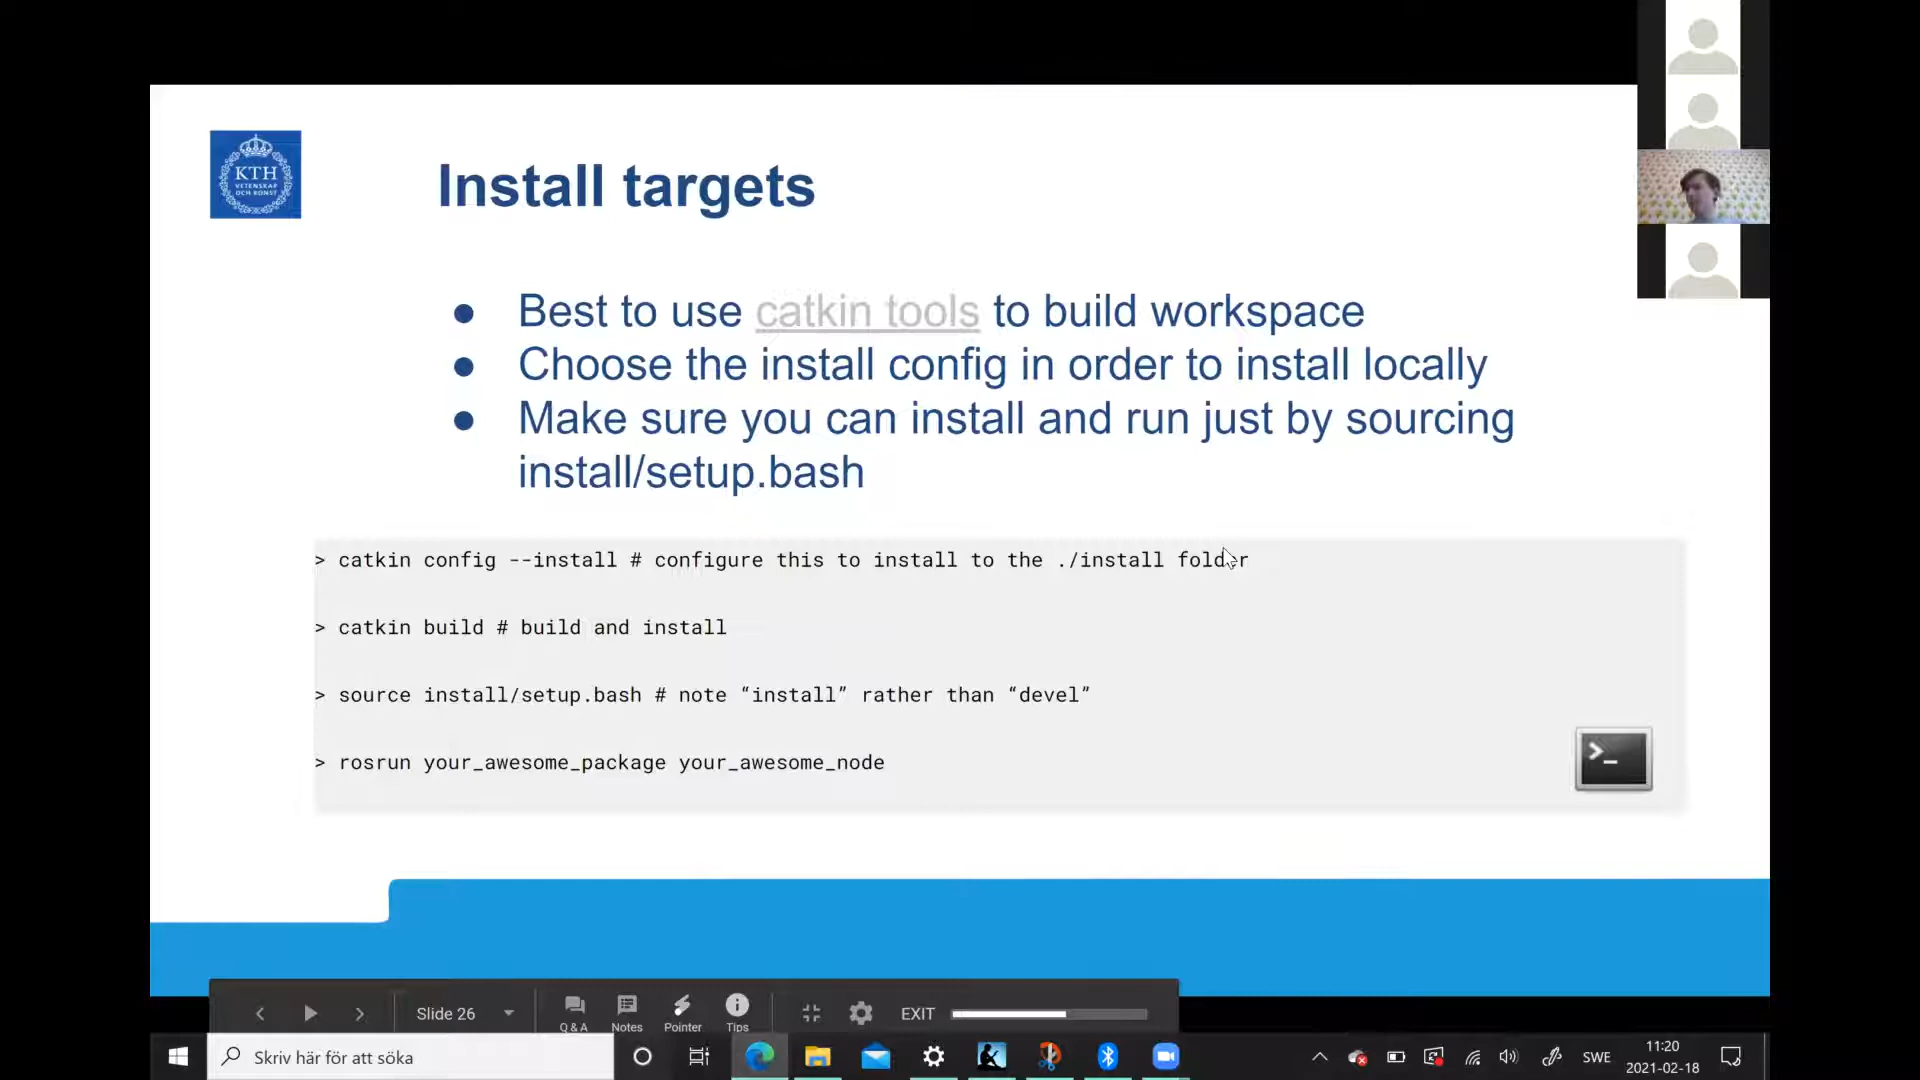 KTH
VETENSKAP
OCH KONST
Install targets
● Best to use catkin tools to build workspace
● Choose the install config in order to install locally
● Make sure you can install and run just by sourcing
install/setup.bash
> catkin config --install # configure this to install to the ./install folder
> catkin build # build and install
> source install/setup.bash # note “install” rather than “devel”
> rosrun your_awesome_package your_awesome_node
>_
Slide 26
Q & A
Notes
Pointer
Tips
EXIT
Skriv här för att söka
SWE
11:20
2021-02-18